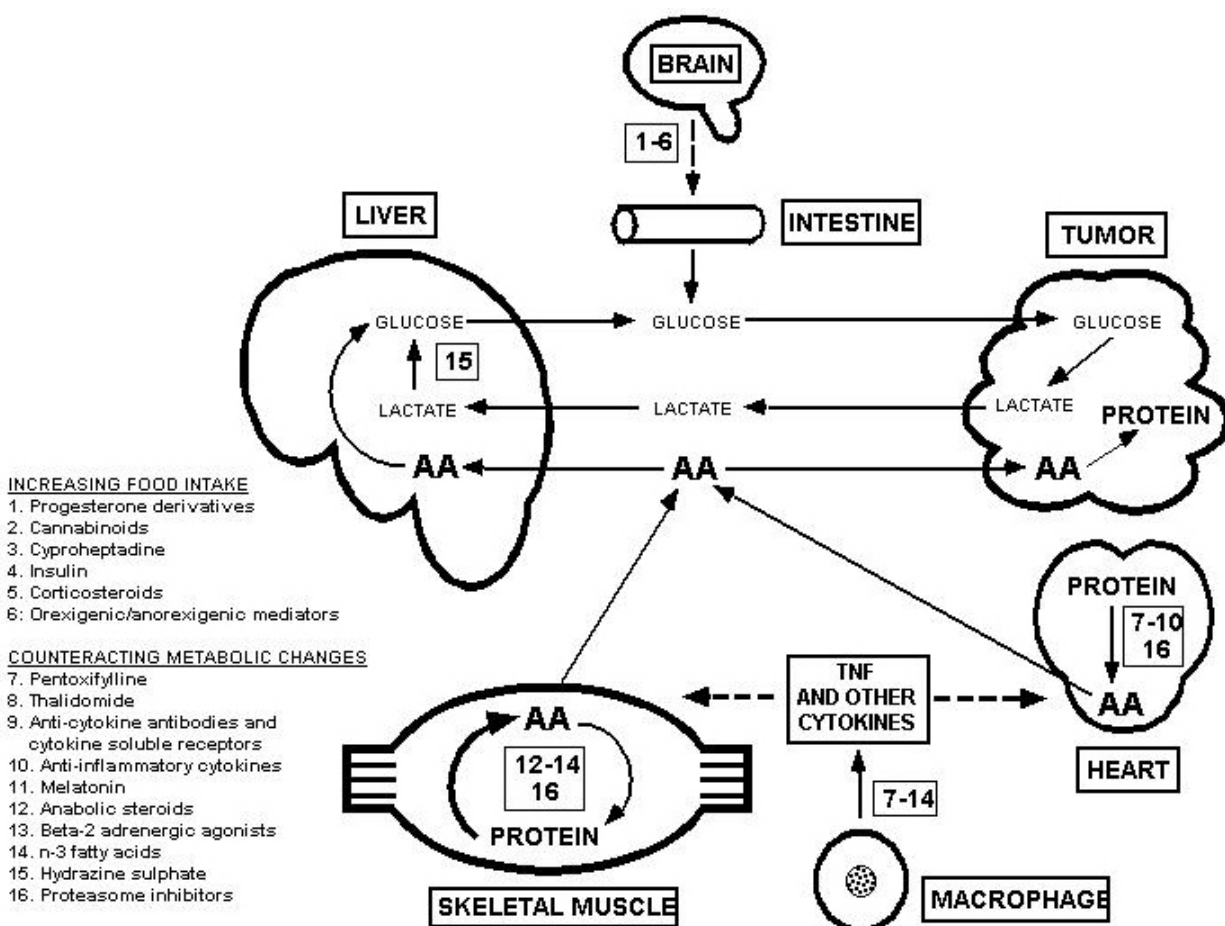 BRAIN
1-6
LIVER
INTESTINE
TUMOR
GLUCOSE
GLUCOSE
GLUCOSE
15
LACTATE
LACTATE
LACTATE
PROTEIN
AA
AA
AA
INCREASING FOOD INTAKE
1. Progesterone derivatives
2. Cannabinoids
3. Cyproheptadine
4. Insulin
5. Corticosteroids
6: Orexigenic/anorexigenic mediators
COUNTERACTING METABOLIC CHANGES
7. Pentoxifylline
8. Thalidomide
9. Anti-cytokine antibodies and
cytokine soluble receptors
10. Anti-inflammatory cytokines
11. Melatonin
12. Anabolic steroids
13. Beta-2 adrenergic agonists
14. n-3 fatty acids
15. Hydrazine sulphate
16. Proteasome inhibitors
AA
12-14
16
PROTEIN
SKELETAL MUSCLE
TNF
AND OTHER
CYTOKINES
7-14
MACROPHAGE
PROTEIN
7-10
16
AA
HEART